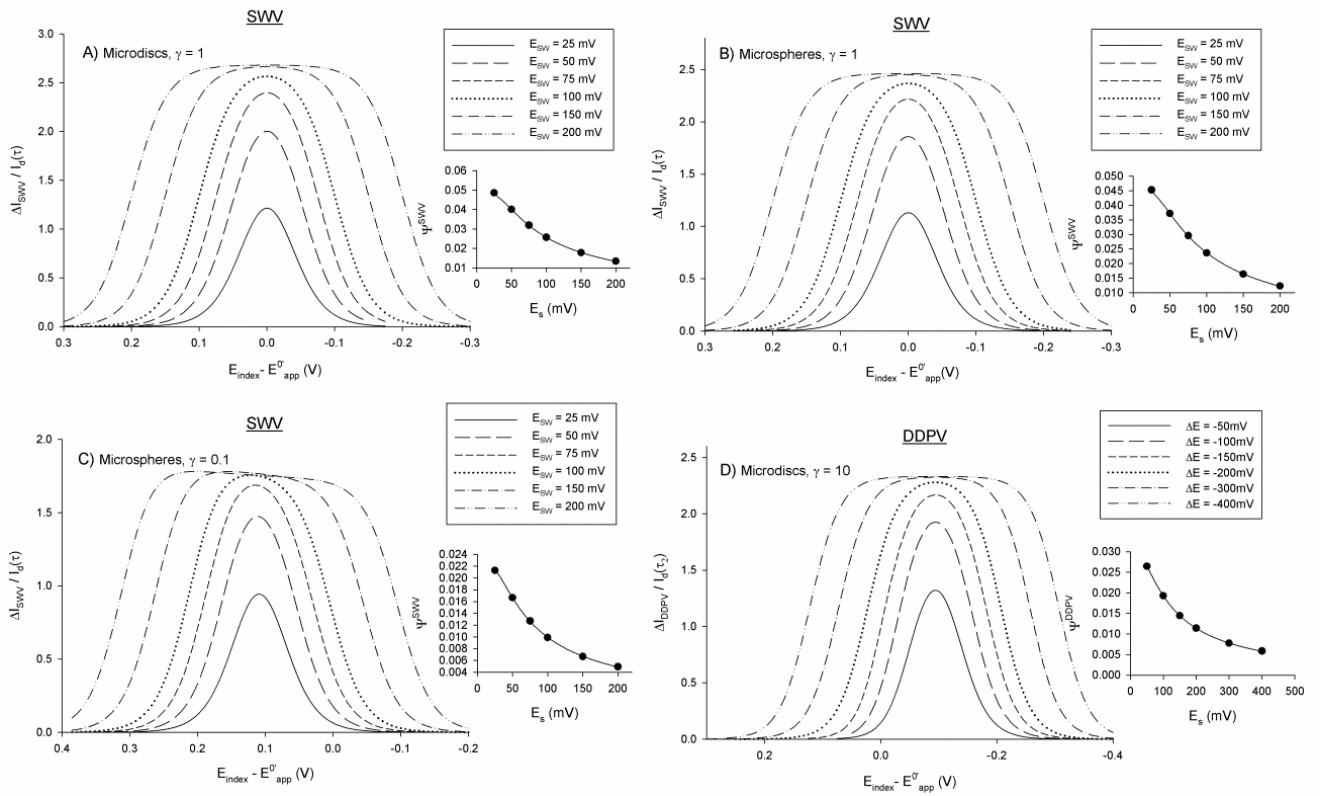 SWV
A) Microdiscs, γ = 1
E_SW = 25 mV
E_SW = 50 mV
E_SW = 75 mV
E_SW = 100 mV
E_SW = 150 mV
E_SW = 200 mV
3.0
2.5
2.0
1.5
1.0
0.5
0.0
ΔI_SWV / I_d(τ)
0.3 0.2 0.1 0.0 -0.1 -0.2 -0.3
E_index - E^0'_app (V)
0.06
0.05
0.04
0.03
0.02
0.01
Ψ^SWV
0 50 100 150 200
E_s (mV)
SWV
B) Microspheres, γ = 1
E_SW = 25 mV
E_SW = 50 mV
E_SW = 75 mV
E_SW = 100 mV
E_SW = 150 mV
E_SW = 200 mV
2.5
2.0
1.5
1.0
0.5
0.0
ΔI_SWV / I_d(τ)
0.3 0.2 0.1 0.0 -0.1 -0.2 -0.3
E_index - E^0'_app(V)
0.050
0.045
0.040
0.035
0.030
0.025
0.020
0.015
0.010
Ψ^SWV
0 50 100 150 200
E_s (mV)
SWV
C) Microspheres, γ = 0.1
E_SW = 25 mV
E_SW = 50 mV
E_SW = 75 mV
E_SW = 100 mV
E_SW = 150 mV
E_SW = 200 mV
2.0
1.5
1.0
0.5
0.0
ΔI_SWV / I_d(τ)
0.4 0.3 0.2 0.1 0.0 -0.1 -0.2
E_index - E^0'_app (V)
0.024
0.022
0.020
0.018
0.016
0.014
0.012
0.010
0.008
0.006
0.004
Ψ^SWV
0 50 100 150 200
E_s (mV)
DDPV
D) Microdiscs, γ = 10
ΔE = -50mV
ΔE = -100mV
ΔE = -150mV
ΔE = -200mV
ΔE = -300mV
ΔE = -400mV
2.5
2.0
1.5
1.0
0.5
0.0
ΔI_DDPV / I_d(τ_2)
0.2 0.0 -0.2 -0.4
E_index - E^0'_app (V)
0.030
0.025
0.020
0.015
0.010
0.005
0.000
Ψ^DDPV
0 100 200 300 400 500
E_s (mV)